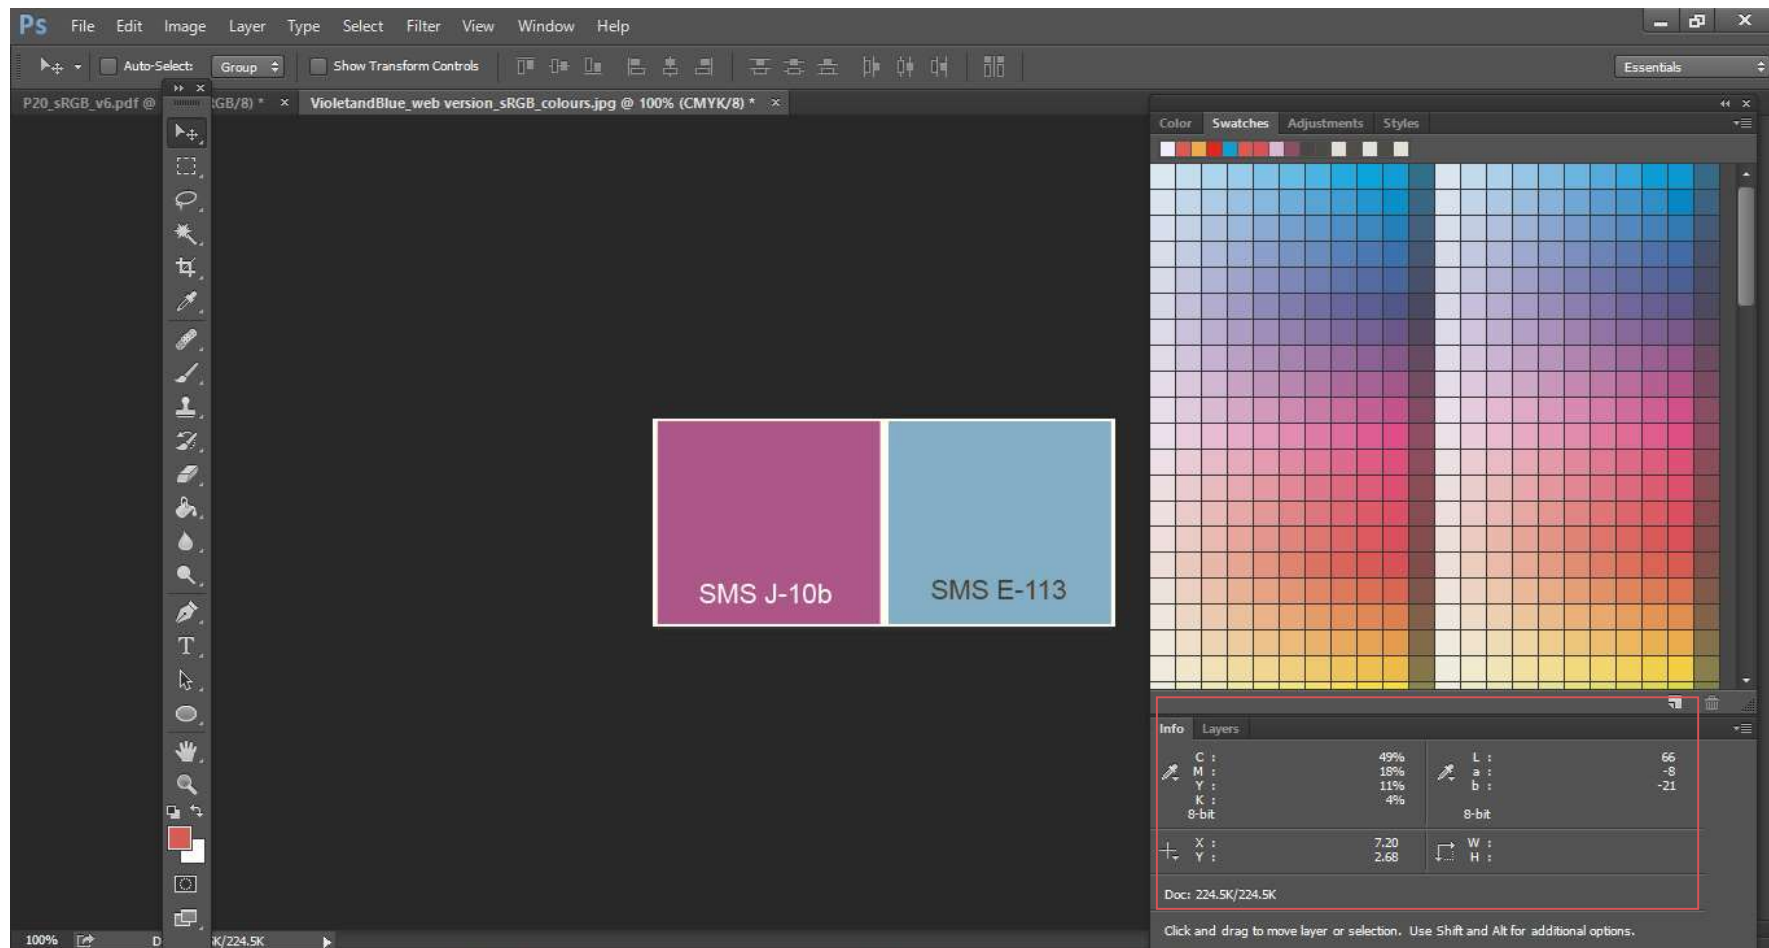 Ps File Edit Image Layer Type Select Filter View Window Help
Auto-Select: Group Show Transform Controls Essentials
P20_sRGB_v6.pdf @ RGB/8) * × VioletandBlue_web version_sRGB_colours.jpg @ 100% (CMYK/8) * ×
Color Swatches Adjustments Styles
SMS J-10b SMS E-113
Info Layers
C : 49% L : 66
M : 18% a : -8
Y : 11% b : -21
K : 4%
8-bit 8-bit
X : 7.20 W :
Y : 2.68 H :
Doc: 224.5K/224.5K
Click and drag to move layer or selection. Use Shift and Alt for additional options.
100% D K/224.5K